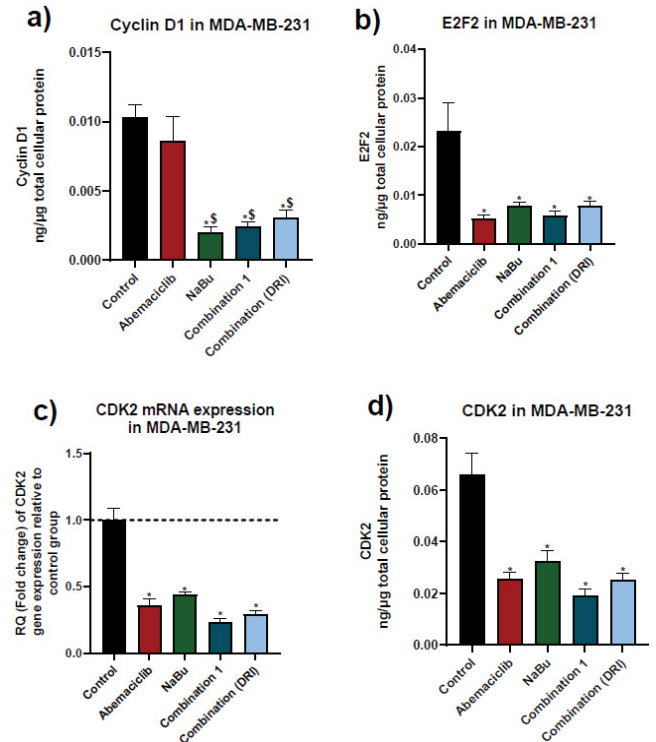 a)
Cyclin D1 in MDA-MB-231
Cyclin D1
ng/µg total cellular protein
0.015
0.010
0.005
0.000
*$
*$
*$
Control
Abemaciclib
NaBu
Combination 1
Combination (DRI)
b)
E2F2 in MDA-MB-231
E2F2
ng/µg total cellular protein
0.04
0.03
0.02
0.01
0.00
*
*
*
*
Control
Abemaciclib
NaBu
Combination 1
Combination (DRI)
c)
CDK2 mRNA expression
in MDA-MB-231
RQ (Fold change) of CDK2
gene expression relative to
control group
1.5
1.0
0.5
0.0
*
*
*
*
Control
Abemaciclib
NaBu
Combination 1
Combination (DRI)
d)
CDK2 in MDA-MB-231
CDK2
ng/µg total cellular protein
0.08
0.06
0.04
0.02
0.00
*
*
*
*
Control
Abemaciclib
NaBu
Combination 1
Combination (DRI)